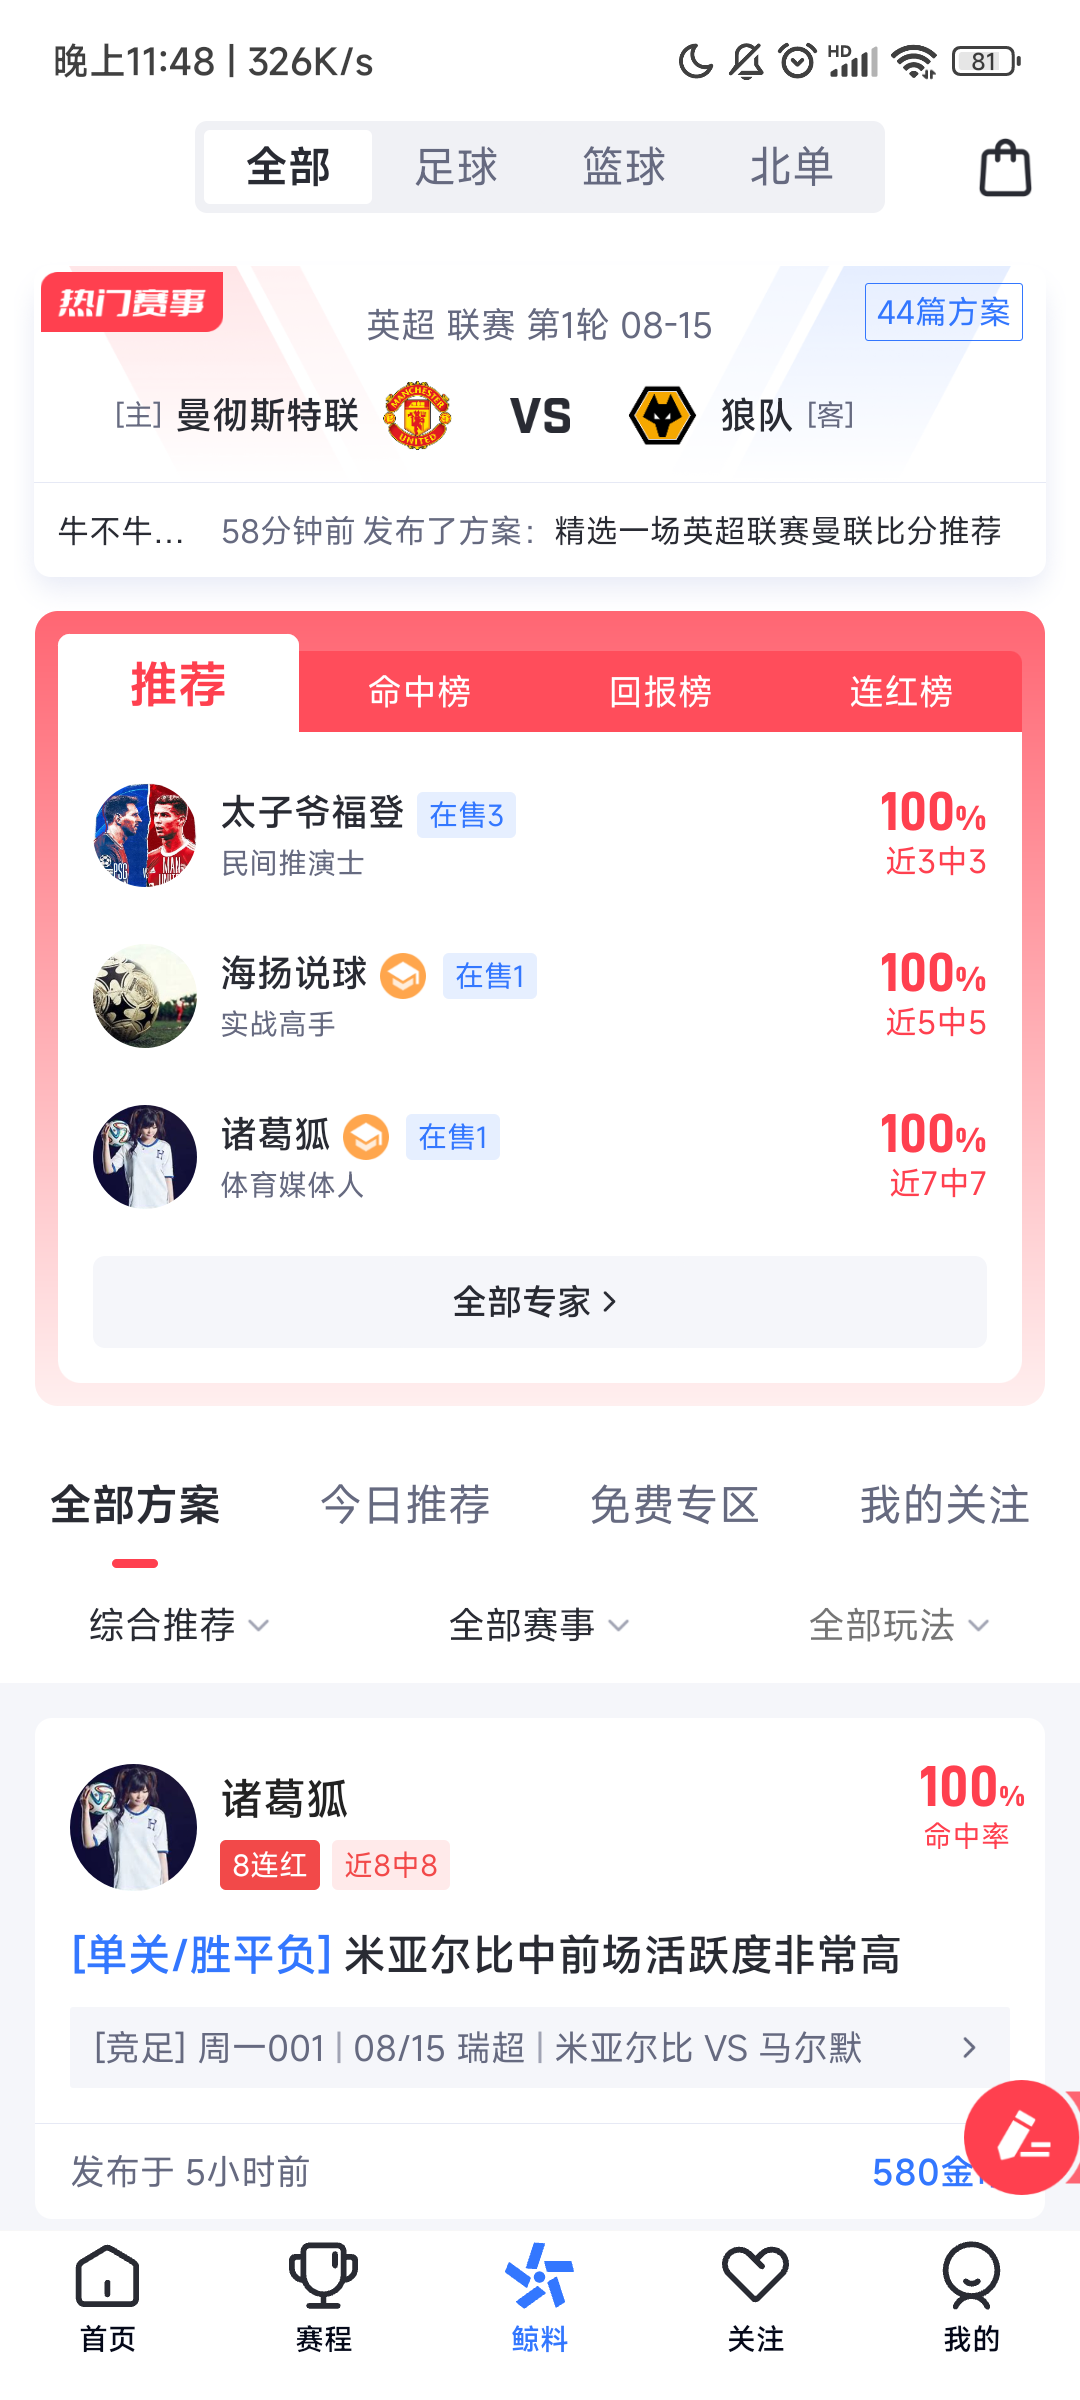 晚上11:48 | 326K/s
HD
81
全部 足球 篮球 北单
热门赛事
英超 联赛 第1轮 08-15
44篇方案
[主] 曼彻斯特联 VS 狼队 [客]
MANCHESTER
UNITED
牛不牛... 58分钟前 发布了方案： 精选一场英超联赛曼联比分推荐
推荐 命中榜 回报榜 连红榜
太子爷福登 在售3 100%
民间推演士 近3中3
海扬说球 在售1 100%
实战高手 近5中5
诸葛狐 在售1 100%
体育媒体人 近7中7
全部专家
全部方案 今日推荐 免费专区 我的关注
综合推荐 全部赛事 全部玩法
诸葛狐 100%
8连红 近8中8 命中率
[单关/胜平负] 米亚尔比中前场活跃度非常高
[竞足] 周一001 | 08/15 瑞超 | 米亚尔比 VS 马尔默
发布于 5小时前 580金
首页 赛程 鲸料 关注 我的